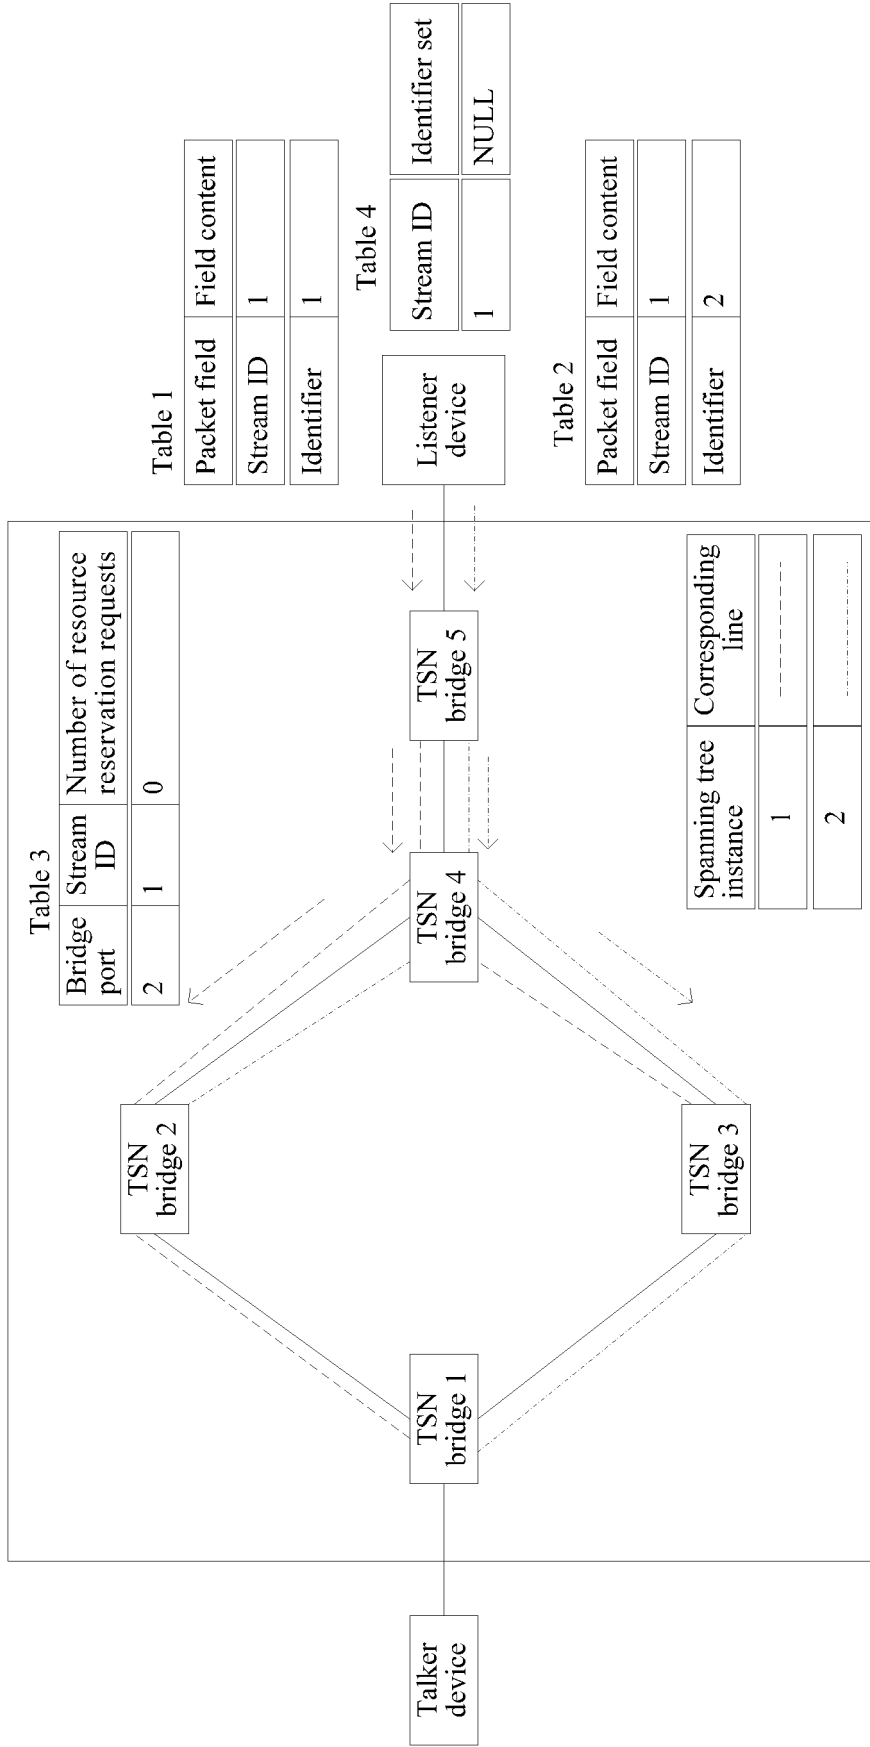 Table 3
Bridge
port
Stream
ID
Number of resource
reservation requests
2
1
0
Table 1
Packet field
Field content
Stream ID
1
Identifier
1
Table 4
Stream ID
Identifier set
1
NULL
Table 2
Packet field
Field content
Stream ID
1
Identifier
2
Talker
device
TSN
bridge 1
TSN
bridge 2
TSN
bridge 3
TSN
bridge 4
TSN
bridge 5
Listener
device
Spanning tree
instance
Corresponding
line
1
2